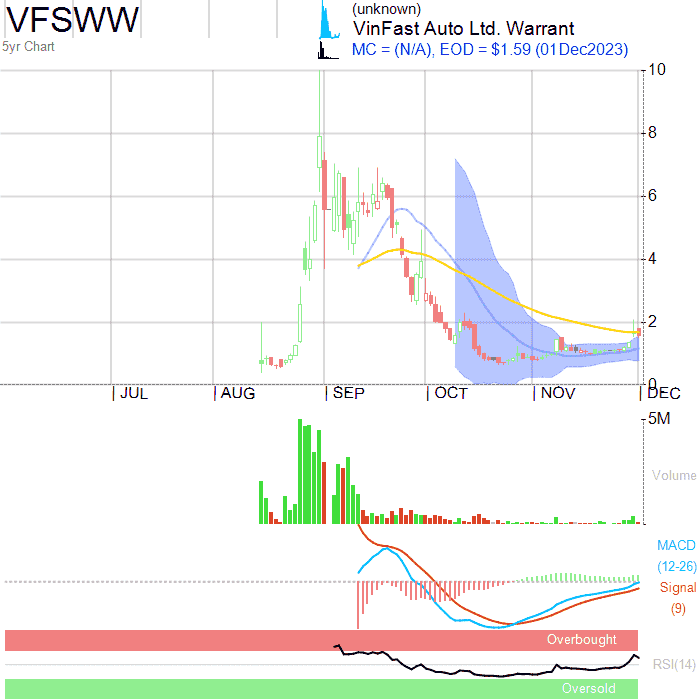 VFSWW
(unknown)
VinFast Auto Ltd. Warrant
5yr Chart
MC = (N/A), EOD = $1.59 (01Dec2023)
10
8
6
4
2
0
JUL
AUG
SEP
OCT
NOV
DEC
5M
Volume
MACD
(12-26)
Signal
(9)
Overbought
RSI(14)
Oversold